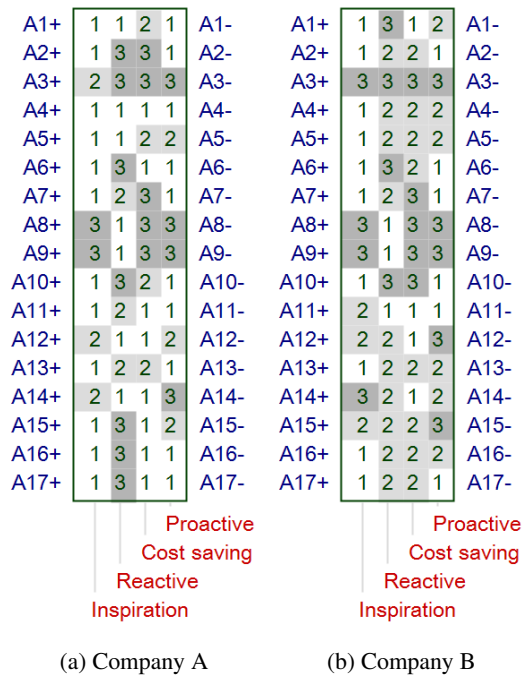 A1+ 1 1 2 1 A1- A1+ 1 3 1 2 A1-
A2+ 1 3 3 1 A2- A2+ 1 2 2 1 A2-
A3+ 2 3 3 3 A3- A3+ 3 3 3 3 A3-
A4+ 1 1 1 1 A4- A4+ 1 2 2 2 A4-
A5+ 1 1 2 2 A5- A5+ 1 2 2 2 A5-
A6+ 1 3 1 1 A6- A6+ 1 3 2 1 A6-
A7+ 1 2 3 1 A7- A7+ 1 2 3 1 A7-
A8+ 3 1 3 3 A8- A8+ 3 1 3 3 A8-
A9+ 3 1 3 3 A9- A9+ 3 1 3 3 A9-
A10+ 1 3 2 1 A10- A10+ 1 3 3 1 A10-
A11+ 1 2 1 1 A11- A11+ 2 1 1 1 A11-
A12+ 2 1 1 2 A12- A12+ 2 2 1 3 A12-
A13+ 1 2 2 1 A13- A13+ 1 2 2 2 A13-
A14+ 2 1 1 3 A14- A14+ 3 2 1 2 A14-
A15+ 1 3 1 2 A15- A15+ 2 2 2 3 A15-
A16+ 1 3 1 1 A16- A16+ 1 2 2 2 A16-
A17+ 1 3 1 1 A17- A17+ 1 2 2 1 A17-
Proactive Proactive
Cost saving Cost saving
Reactive Reactive
Inspiration Inspiration
(a) Company A (b) Company B